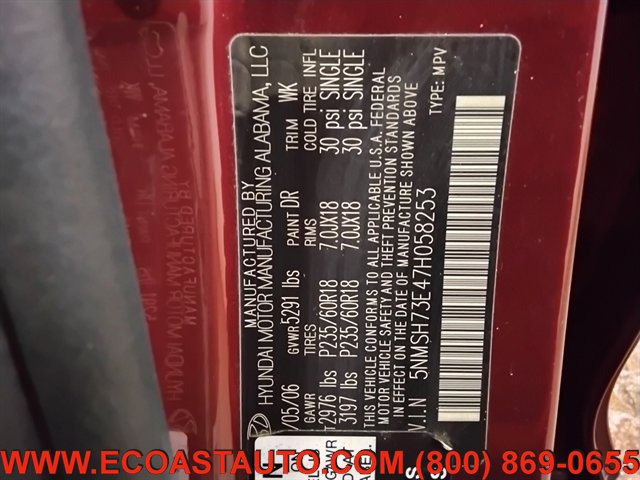 MANUFACTURED BY
HYUNDAI MOTOR MANUFACTURING ALABAMA, LLC
/05/06 GVWR 5291 lbs PAINT DR TRIM WK
GAWR TIRES RIMS COLD TIRE INFL
T2976 lbs P235/60R18 7.0JX18 30 psi SINGLE
3197 lbs P235/60R18 7.0JX18 30 psi SINGLE
THIS VEHICLE CONFORMS TO ALL APPLICABLE U.S.A. FEDERAL
MOTOR VEHICLE SAFETY AND THEFT PREVENTION STANDARDS
IN EFFECT ON THE DATE OF MANUFACTURE SHOWN ABOVE
V.I.N 5NMSH73E47H058253 TYPE: MPV
WWW.ECOASTAUTO.COM (800) 869-0655